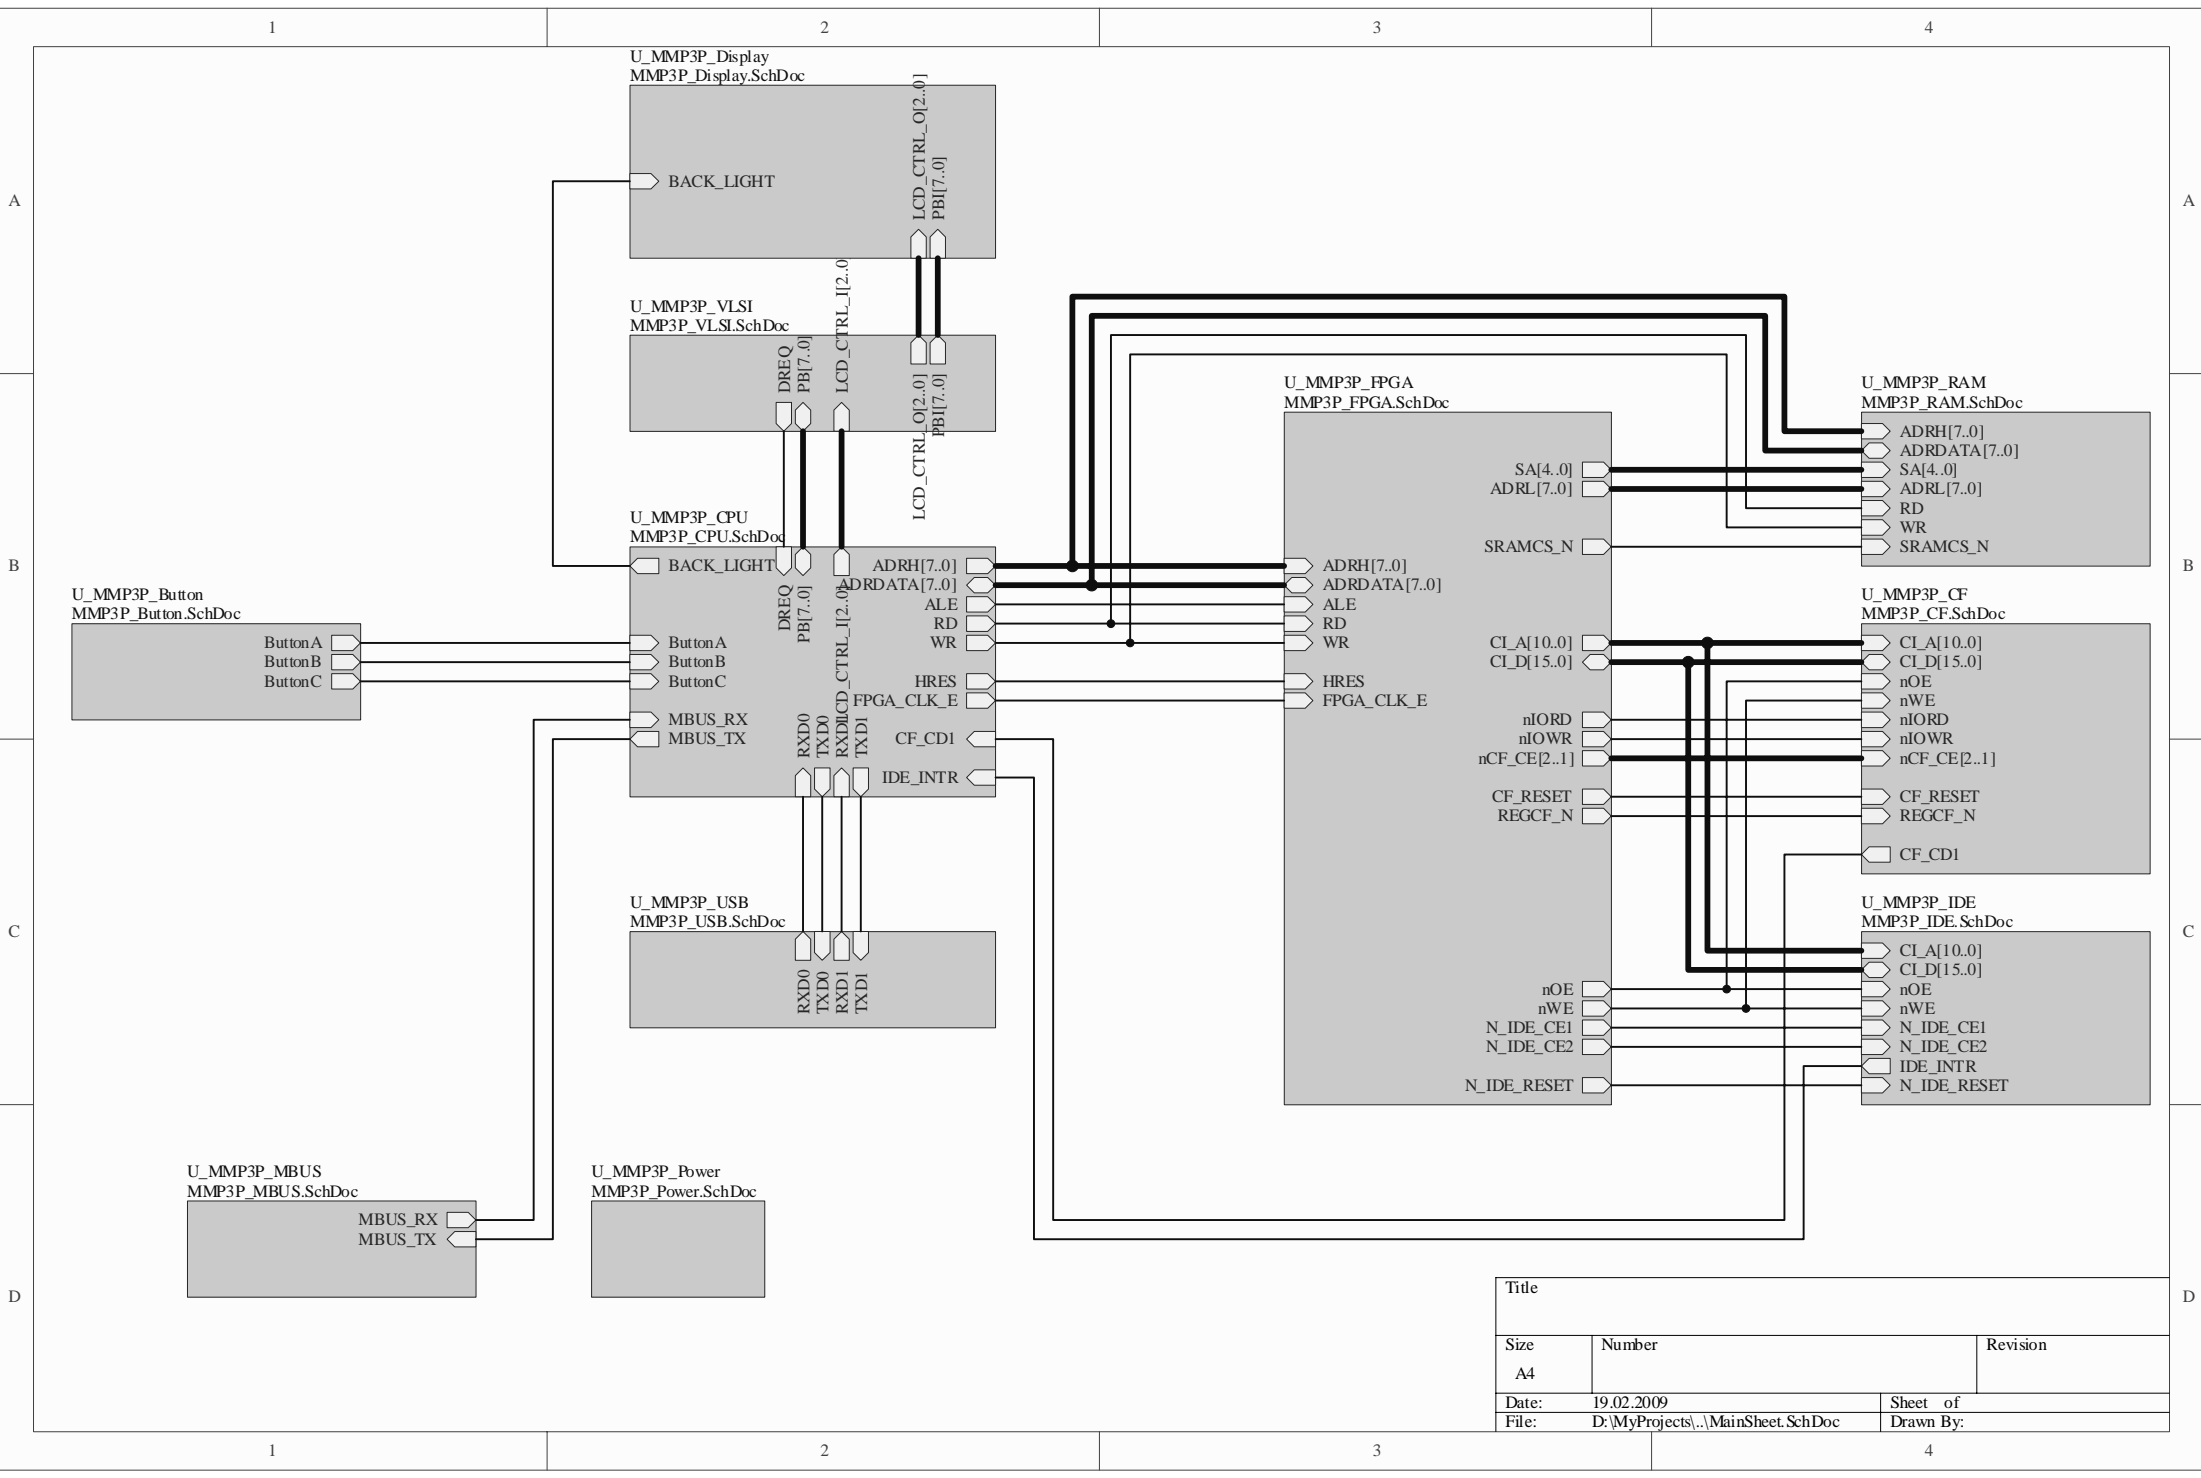 1
2
3
4
A
A
B
B
C
C
D
D
U_MMP3P_Display
MMP3P_Display.SchDoc
BACK_LIGHT
LCD_CTRL_O[2..0]
PBI[7..0]
U_MMP3P_VLSI
MMP3P_VLSI.SchDoc
DREQ
PB[7..0]
LCD_CTRL_I[2..0
LCD_CTRL_O[2..0]
PBI[7..0]
U_MMP3P_CPU
MMP3P_CPU.SchDoc
BACK_LIGHT
DREQ
PB[7..0]
LCD_CTRL_I[2..0]
ButtonA
ButtonB
ButtonC
MBUS_RX
MBUS_TX
ADRH[7..0]
ADRDATA[7..0]
ALE
RD
WR
HRES
FPGA_CLK_E
CF_CD1
IDE_INTR
RXD0
TXD0
RXD1
TXD1
U_MMP3P_Button
MMP3P_Button.SchDoc
ButtonA
ButtonB
ButtonC
U_MMP3P_USB
MMP3P_USB.SchDoc
RXD0
TXD0
RXD1
TXD1
U_MMP3P_MBUS
MMP3P_MBUS.SchDoc
MBUS_RX
MBUS_TX
U_MMP3P_Power
MMP3P_Power.SchDoc
U_MMP3P_FPGA
MMP3P_FPGA.SchDoc
ADRH[7..0]
ADRDATA[7..0]
ALE
RD
WR
HRES
FPGA_CLK_E
SA[4..0]
ADRL[7..0]
SRAMCS_N
CI_A[10..0]
CI_D[15..0]
nIORD
nIOWR
nCF_CE[2..1]
CF_RESET
REGCF_N
nOE
nWE
N_IDE_CE1
N_IDE_CE2
N_IDE_RESET
U_MMP3P_RAM
MMP3P_RAM.SchDoc
ADRH[7..0]
ADRDATA[7..0]
SA[4..0]
ADRL[7..0]
RD
WR
SRAMCS_N
U_MMP3P_CF
MMP3P_CF.SchDoc
CI_A[10..0]
CI_D[15..0]
nOE
nWE
nIORD
nIOWR
nCF_CE[2..1]
CF_RESET
REGCF_N
CF_CD1
U_MMP3P_IDE
MMP3P_IDE.SchDoc
CI_A[10..0]
CI_D[15..0]
nOE
nWE
N_IDE_CE1
N_IDE_CE2
IDE_INTR
N_IDE_RESET
Title
Size
Number
Revision
A4
Date:
19.02.2009
Sheet of
File:
D:\MyProjects\..\MainSheet.SchDoc
Drawn By:
1
2
3
4